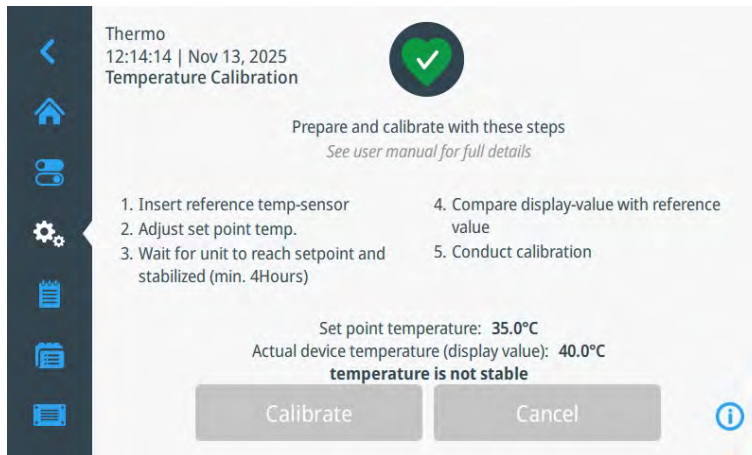 Thermo
12:14:14 | Nov 13, 2025
Temperature Calibration
Prepare and calibrate with these steps
See user manual for full details
1. Insert reference temp-sensor
2. Adjust set point temp.
3. Wait for unit to reach setpoint and
stabilized (min. 4Hours)
4. Compare display-value with reference
value
5. Conduct calibration
Set point temperature: 35.0°C
Actual device temperature (display value): 40.0°C
temperature is not stable
Calibrate
Cancel